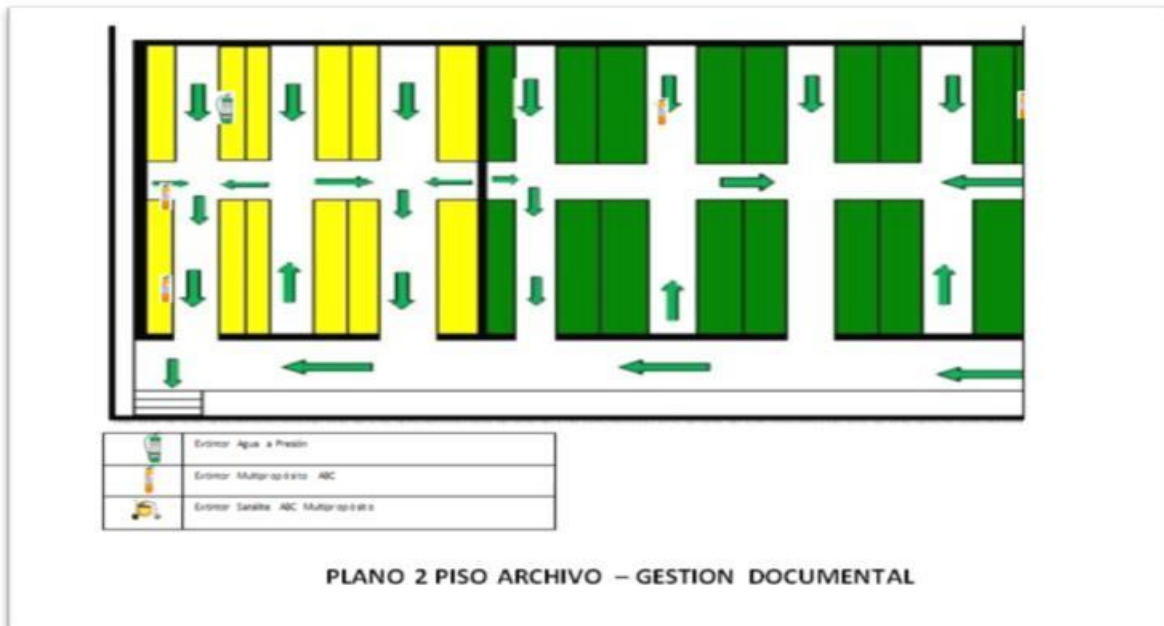 Extintor Agua a Presión
Extintor Multipropósito ABC
Extintor Satélite ABC Multipropósito
PLANO 2 PISO ARCHIVO – GESTION DOCUMENTAL